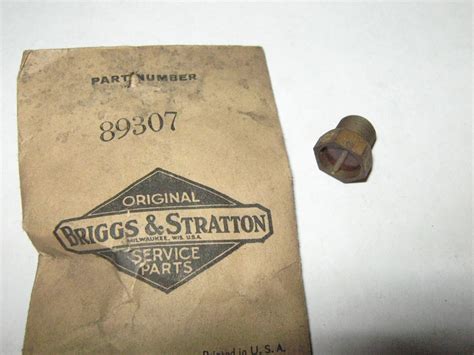 PART NUMBER
89307
ORIGINAL
BRIGGS & STRATTON
MILWAUKEE, WIS. U.S.A.
SERVICE
PARTS
Printed in U. S. A.